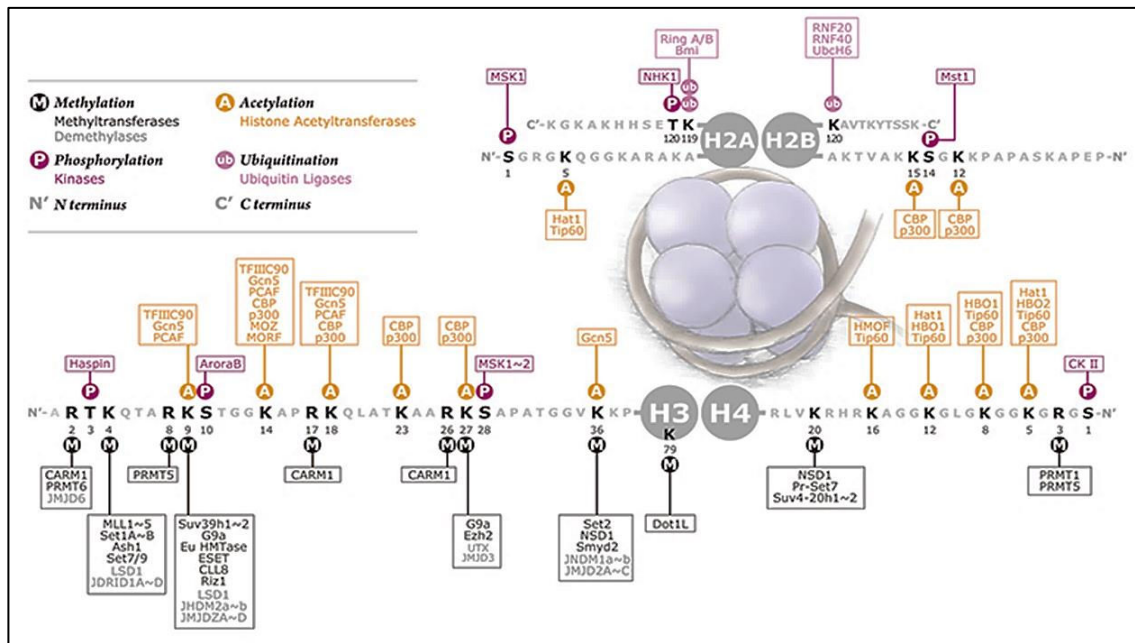 M Methylation
Methyltransferases
Demethylases
A Acetylation
Histone Acetyltransferases
P Phosphorylation
Kinases
ub Ubiquitination
Ubiquitin Ligases
N' N terminus
C' C terminus
MSK1
P
Ring A/B
Bmi
NHK1
P
ub
ub
RNF20
RNF40
UbcH6
ub
Mst1
P
C'-KGKAKHHSETK
120 119
H2A
H2B
KAVTKYTSSK-C'
120
N'-SGRGKQGGKARAKA
1 5
AKTVAKKSGKKPAPASKAPEP-N'
15 14 12
A
Hat1
Tip60
A
CBP
p300
A
CBP
p300
TFIIIC90
Gcn5
PCAF
A
TFIIIC90
Gcn5
PCAF
CBP
p300
MOZ
MORF
A
TFIIIC90
Gcn5
PCAF
CBP
p300
A
CBP
p300
A
CBP
p300
A
Gcn5
A
HMOF
Tip60
A
Hat1
HBO1
Tip60
A
HBO1
Tip60
CBP
p300
A
Hat1
HBO2
Tip60
CBP
p300
A
Haspin
P
AroraB
P
MSK1~2
P
CK II
P
N'-ARTKQTARKSTGGKAPRKQLATKAARKSAPATGGVKKP
2 3 4 8 9 10 14 17 18 23 26 27 28 36
H3
K
79
M
Dot1L
H4
RLVKRHRKAGGKGLGKGGKGRGS-N'
20 16 12 8 5 3 1
M
CARM1
PRMT6
JMJD6
M
MLL1~5
Set1A~B
Ash1
Set7/9
LSD1
JDRID1A~D
M
PRMT5
M
Suv39h1~2
G9a
Eu HMTase
ESET
CLL8
Riz1
LSD1
JHDM2a~b
JMJDZA~D
M
CARM1
M
CARM1
M
G9a
Ezh2
UTX
JMJD3
M
Set2
NSD1
Smyd2
JNDM1a~b
JMJD2A~C
M
NSD1
Pr-Set7
Suv4-20h1~2
M
PRMT1
PRMT5